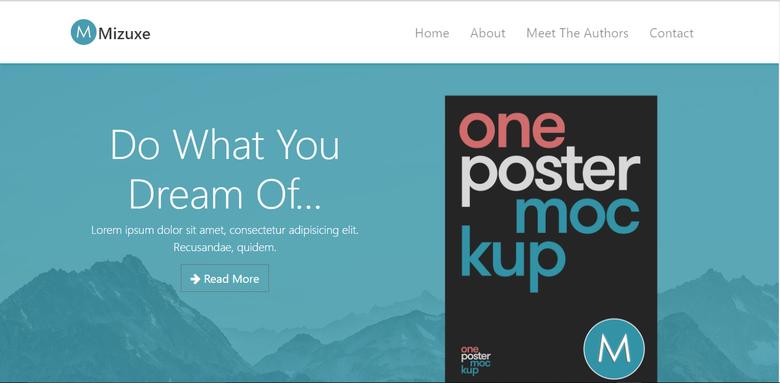 M Mizuxe
Home About Meet The Authors Contact
Do What You
Dream Of...
Lorem ipsum dolor sit amet, consectetur adipisicing elit.
Recusandae, quidem.
Read More
one
poster
moc
kup
one
poster
moc
kup
M